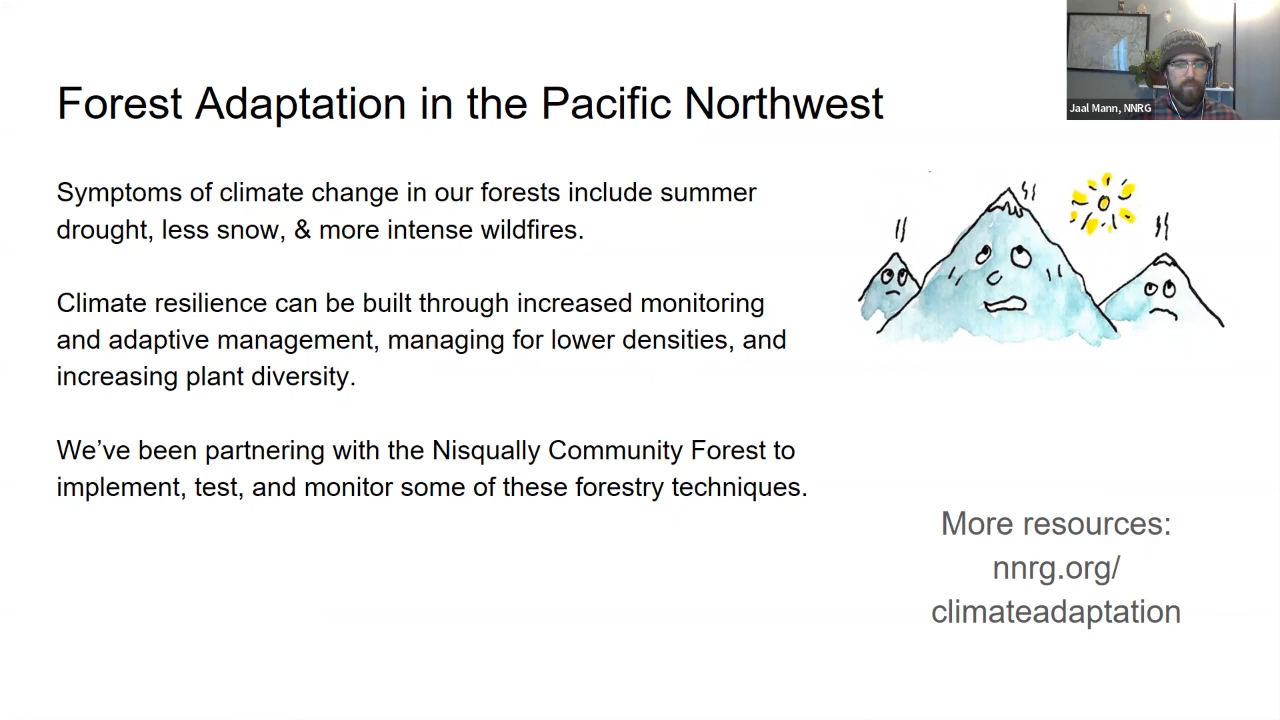 Jaal Mann, NNRG
Forest Adaptation in the Pacific Northwest
Symptoms of climate change in our forests include summer
drought, less snow, & more intense wildfires.
Climate resilience can be built through increased monitoring
and adaptive management, managing for lower densities, and
increasing plant diversity.
We’ve been partnering with the Nisqually Community Forest to
implement, test, and monitor some of these forestry techniques.
More resources:
nnrg.org/
climateadaptation